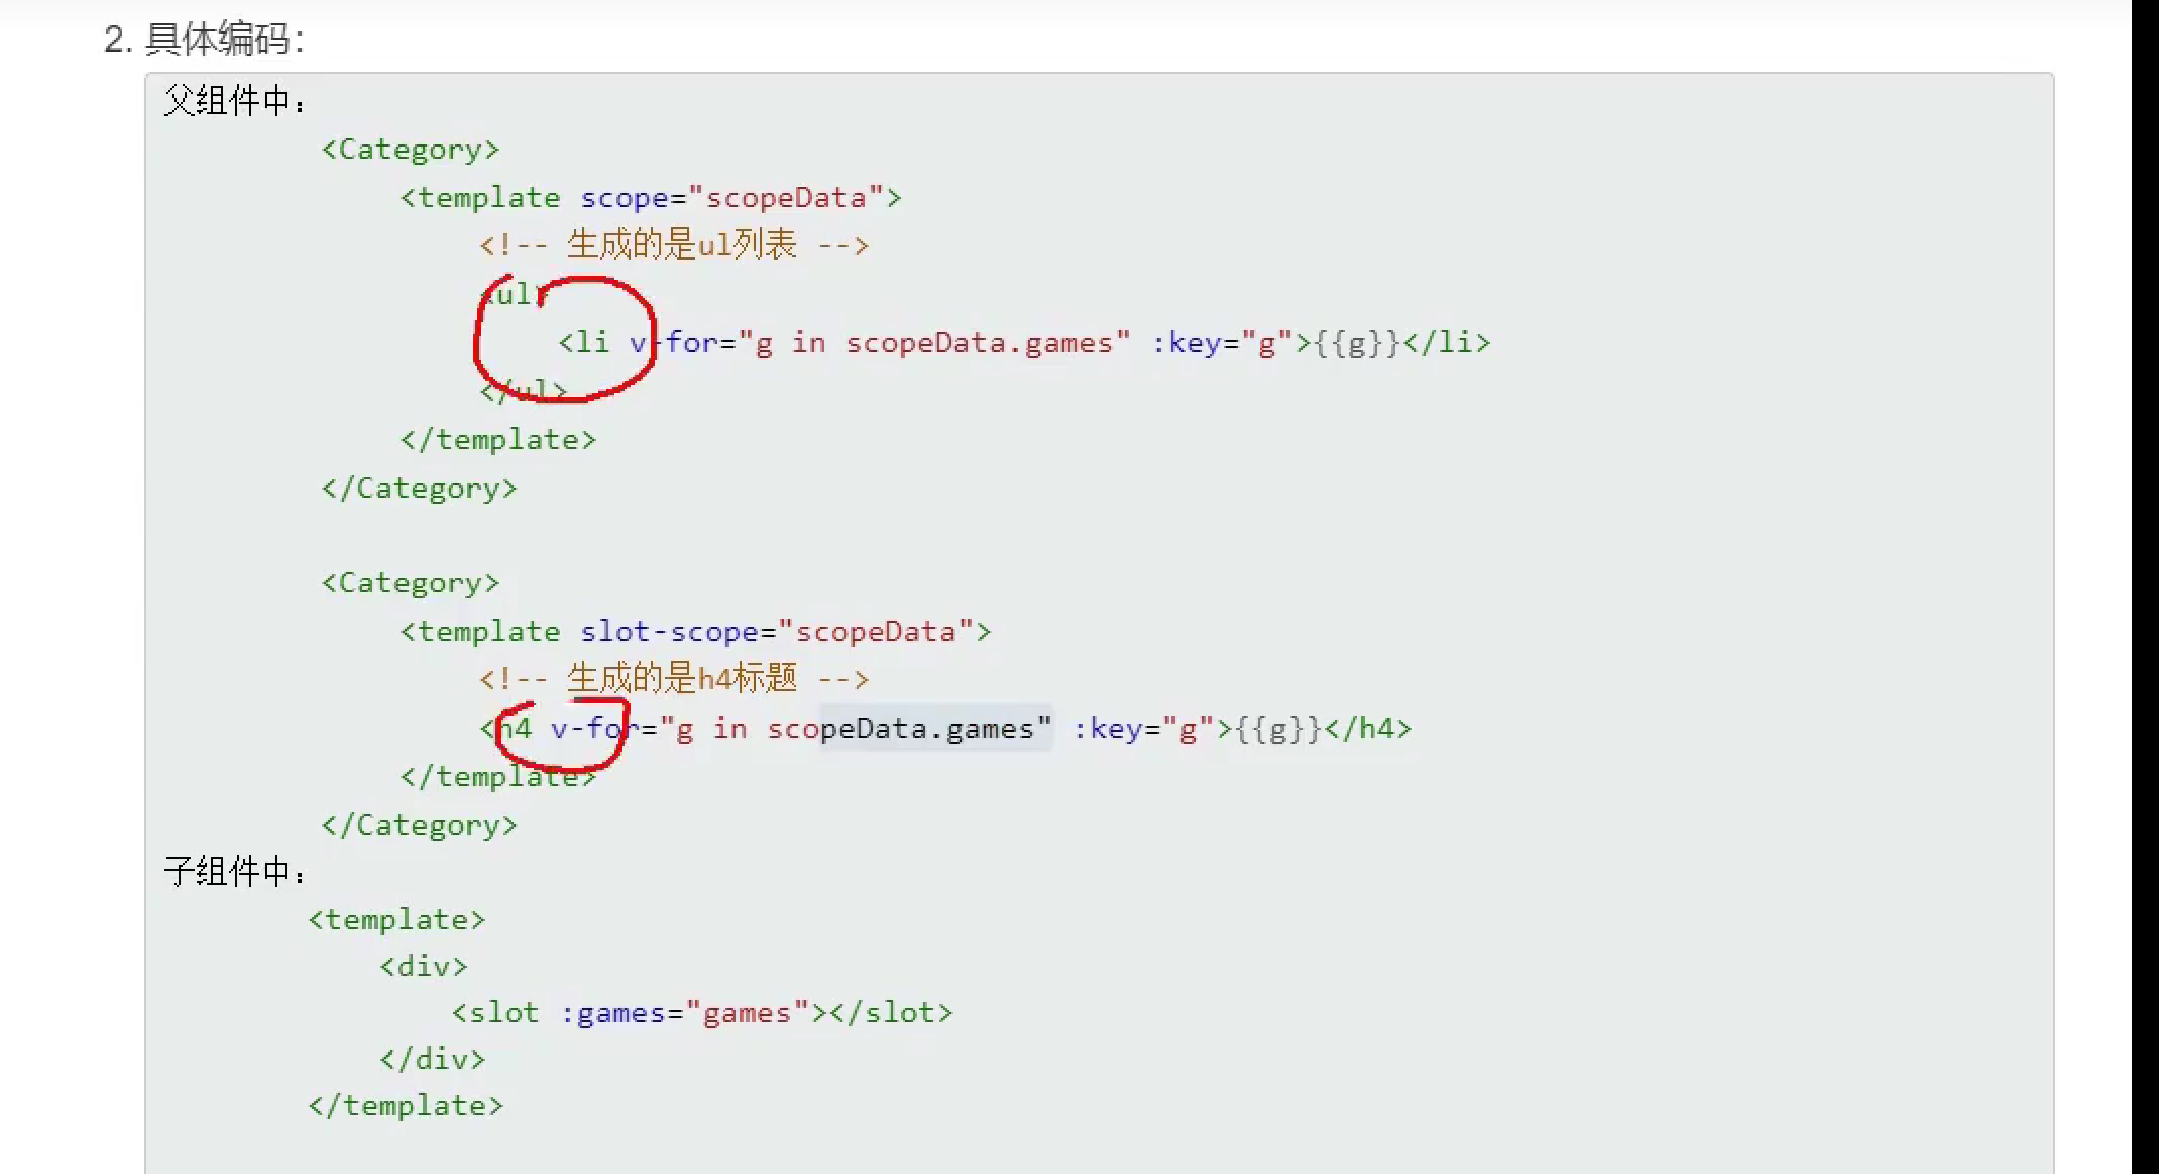 2. 具体编码：
父组件中：
<Category>
<template scope="scopeData">
<!-- 生成的是ul列表 -->
<ul>
<li v-for="g in scopeData.games" :key="g">{{g}}</li>
</ul>
</template>
</Category>
<Category>
<template slot-scope="scopeData">
<!-- 生成的是h4标题 -->
<h4 v-for="g in scopeData.games" :key="g">{{g}}</h4>
</template>
</Category>
子组件中：
<template>
<div>
<slot :games="games"></slot>
</div>
</template>